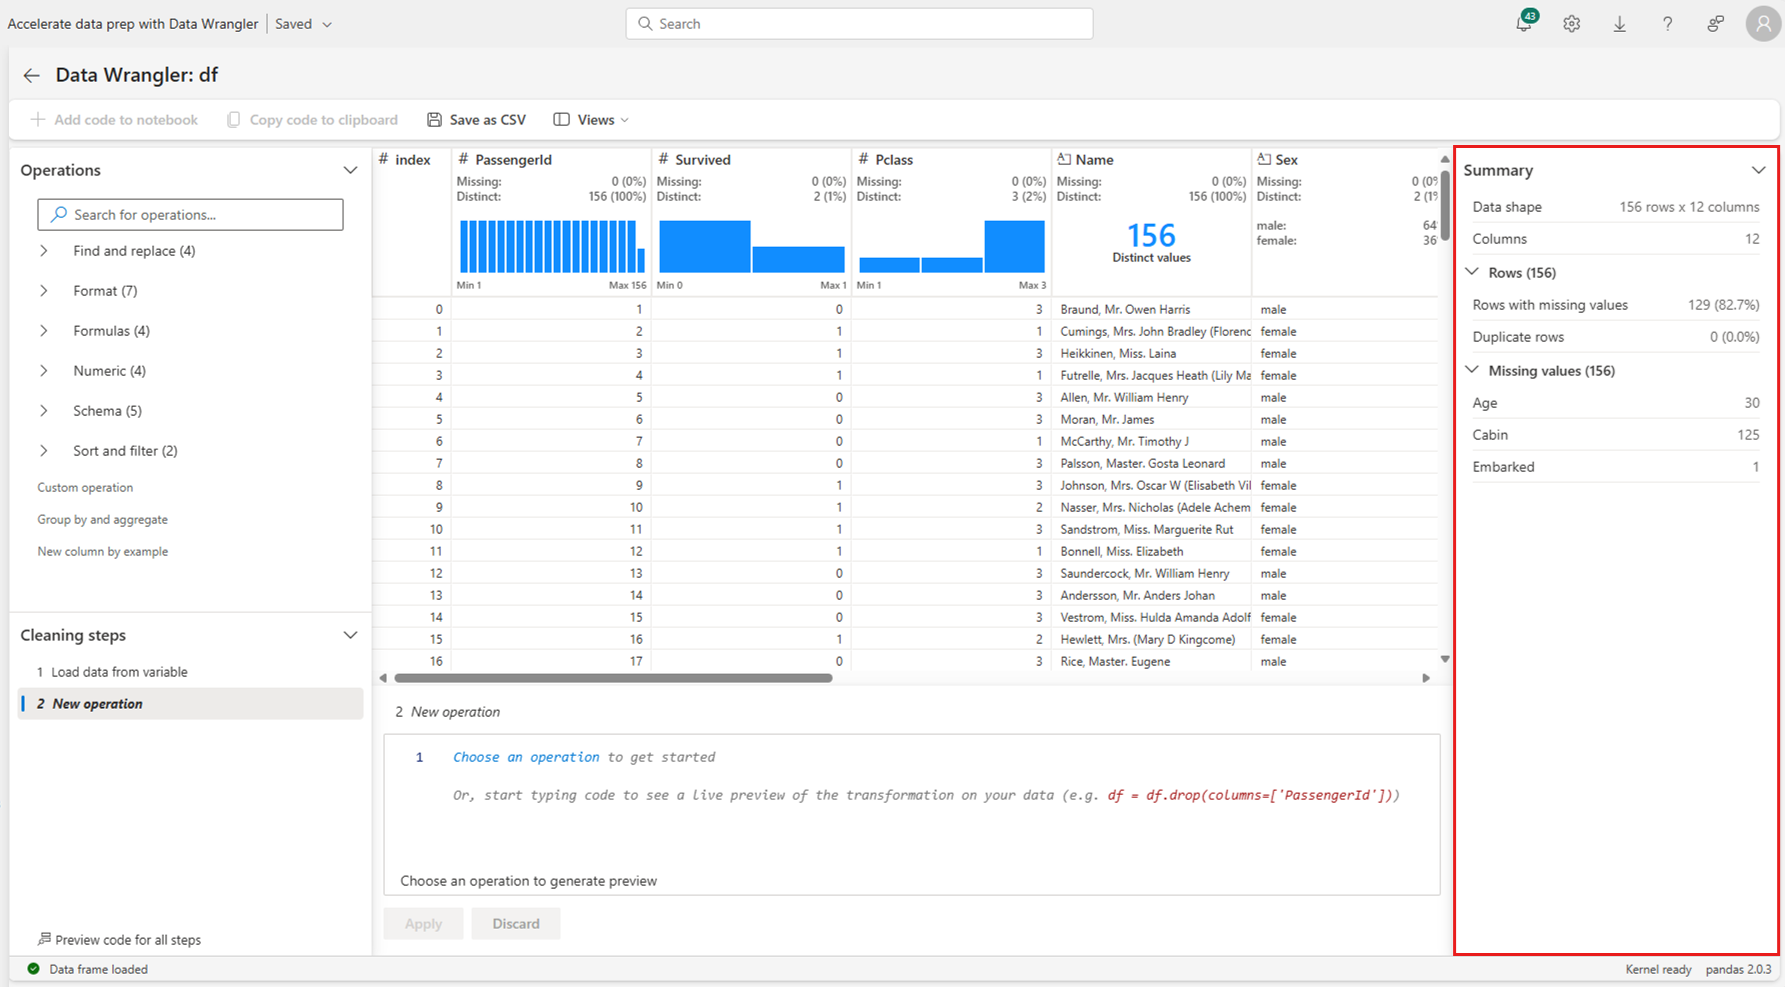 Accelerate data prep with Data Wrangler | Saved
Search
43
Data Wrangler: df
Add code to notebook
Copy code to clipboard
Save as CSV
Views
Operations
Search for operations...
Find and replace (4)
Format (7)
Formulas (4)
Numeric (4)
Schema (5)
Sort and filter (2)
Custom operation
Group by and aggregate
New column by example
Cleaning steps
1 Load data from variable
2 New operation
Preview code for all steps
# index # PassengerId # Survived # Pclass Name Sex
Missing: 0 (0%) Missing: 0 (0%) Missing: 0 (0%) Missing: 0 (0%) Missing: 0 (0%
Distinct: 156 (100%) Distinct: 2 (1%) Distinct: 3 (2%) Distinct: 156 (100%) Distinct: 2 (1%
male: 64
female: 36
156
Distinct values
Min 1 Max 156 Min 0 Max 1 Min 1 Max 3
0 1 0 3 Braund, Mr. Owen Harris male
1 2 1 1 Cumings, Mrs. John Bradley (Florenc female
2 3 1 3 Heikkinen, Miss. Laina female
3 4 1 1 Futrelle, Mrs. Jacques Heath (Lily Ma female
4 5 0 3 Allen, Mr. William Henry male
5 6 0 3 Moran, Mr. James male
6 7 0 1 McCarthy, Mr. Timothy J male
7 8 0 3 Palsson, Master. Gosta Leonard male
8 9 1 3 Johnson, Mrs. Oscar W (Elisabeth Vil female
9 10 1 2 Nasser, Mrs. Nicholas (Adele Achem female
10 11 1 3 Sandstrom, Miss. Marguerite Rut female
11 12 1 1 Bonnell, Miss. Elizabeth female
12 13 0 3 Saundercock, Mr. William Henry male
13 14 0 3 Andersson, Mr. Anders Johan male
14 15 0 3 Vestrom, Miss. Hulda Amanda Adolf female
15 16 1 2 Hewlett, Mrs. (Mary D Kingcome) female
16 17 0 3 Rice, Master. Eugene male
2 New operation
1 Choose an operation to get started
Or, start typing code to see a live preview of the transformation on your data (e.g. df = df.drop(columns=['PassengerId']))
Choose an operation to generate preview
Apply
Discard
Summary
Data shape 156 rows x 12 columns
Columns 12
Rows (156)
Rows with missing values 129 (82.7%)
Duplicate rows 0 (0.0%)
Missing values (156)
Age 30
Cabin 125
Embarked 1
Data frame loaded
Kernel ready pandas 2.0.3